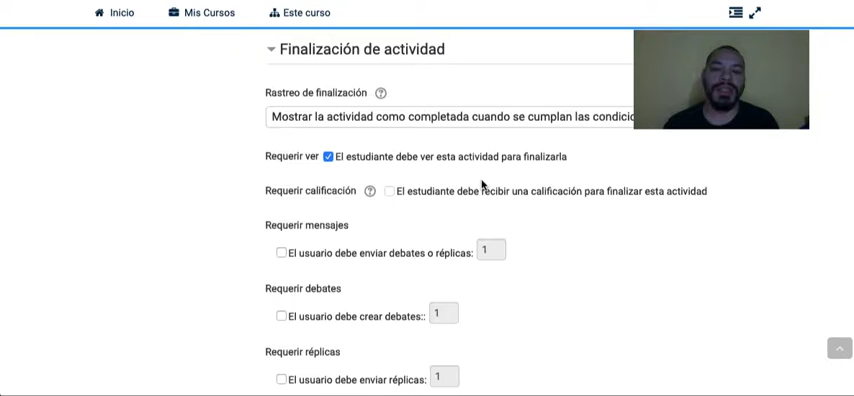 Inicio Mis Cursos Este curso
Finalización de actividad
Rastreo de finalización
Mostrar la actividad como completada cuando se cumplan las
Requerir ver El estudiante debe ver esta actividad para finalizarla
Requerir calificación El estudiante debe recibir una calificación para finalizar esta actividad
Requerir mensajes
El usuario debe enviar debates o réplicas: 1
Requerir debates
El usuario debe crear debates:: 1
Requerir réplicas
El usuario debe enviar réplicas: 1